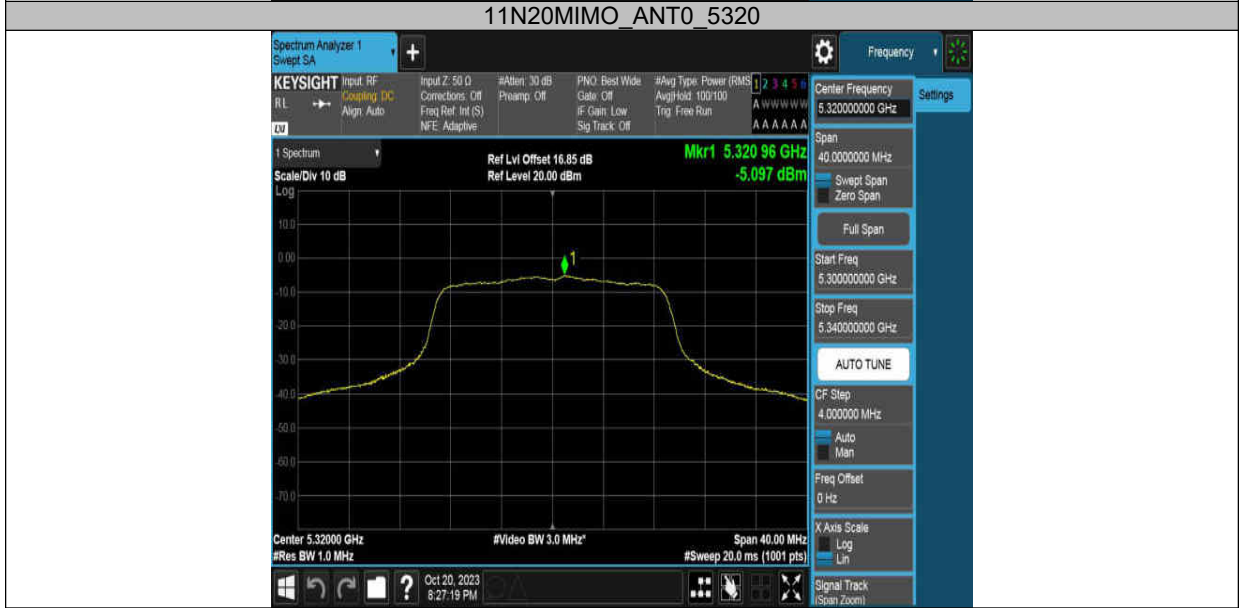 11N20MIMO_ANT0_5320
Spectrum Analyzer 1
Swept SA
+
Frequency
KEYSIGHT
RL
LXI
Input: RF
Coupling: DC
Align: Auto
Input Z: 50 Ω
Corrections: Off
Freq Ref: Int (S)
NFE: Adaptive
#Atten: 30 dB
Preamp: Off
PNO: Best Wide
Gate: Off
IF Gain: Low
Sig Track: Off
#Avg Type: Power (RMS
Avg|Hold: 100/100
Trig: Free Run
1 2 3 4 5 6
A W W W W W
A A A A A A
1 Spectrum
Scale/Div 10 dB
Ref Lvl Offset 16.85 dB
Ref Level 20.00 dBm
Mkr1 5.320 96 GHz
-5.097 dBm
Log
10.0
0.00
-10.0
-20.0
-30.0
-40.0
-50.0
-60.0
-70.0
1
Center 5.32000 GHz
#Res BW 1.0 MHz
#Video BW 3.0 MHz*
Span 40.00 MHz
#Sweep 20.0 ms (1001 pts)
?
Oct 20, 2023
8:27:19 PM
Center Frequency
5.320000000 GHz
Settings
Span
40.0000000 MHz
Swept Span
Zero Span
Full Span
Start Freq
5.300000000 GHz
Stop Freq
5.340000000 GHz
AUTO TUNE
CF Step
4.000000 MHz
Auto
Man
Freq Offset
0 Hz
X Axis Scale
Log
Lin
Signal Track
(Span Zoom)